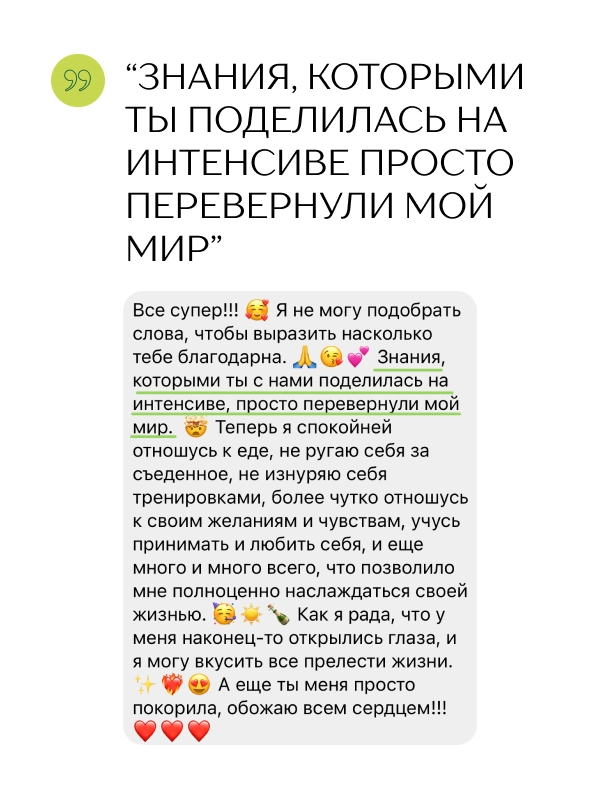 “ЗНАНИЯ, КОТОРЫМИ
ТЫ ПОДЕЛИЛАСЬ НА
ИНТЕНСИВЕ ПРОСТО
ПЕРЕВЕРНУЛИ МОЙ
МИР”
Все супер!!! 🥰 Я не могу подобрать
слова, чтобы выразить насколько
тебе благодарна. 🙏😘💕 Знания,
которыми ты с нами поделилась на
интенсиве, просто перевернули мой
мир. 🤯 Теперь я спокойней
отношусь к еде, не ругаю себя за
съеденное, не изнуряю себя
тренировками, более чутко отношусь
к своим желаниям и чувствам, учусь
принимать и любить себя, и еще
много и много всего, что позволило
мне полноценно наслаждаться своей
жизнью. 🥳☀️🍾 Как я рада, что у
меня наконец-то открылись глаза, и
я могу вкусить все прелести жизни.
✨❤️‍🔥😍 А еще ты меня просто
покорила, обожаю всем сердцем!!!
❤️❤️❤️